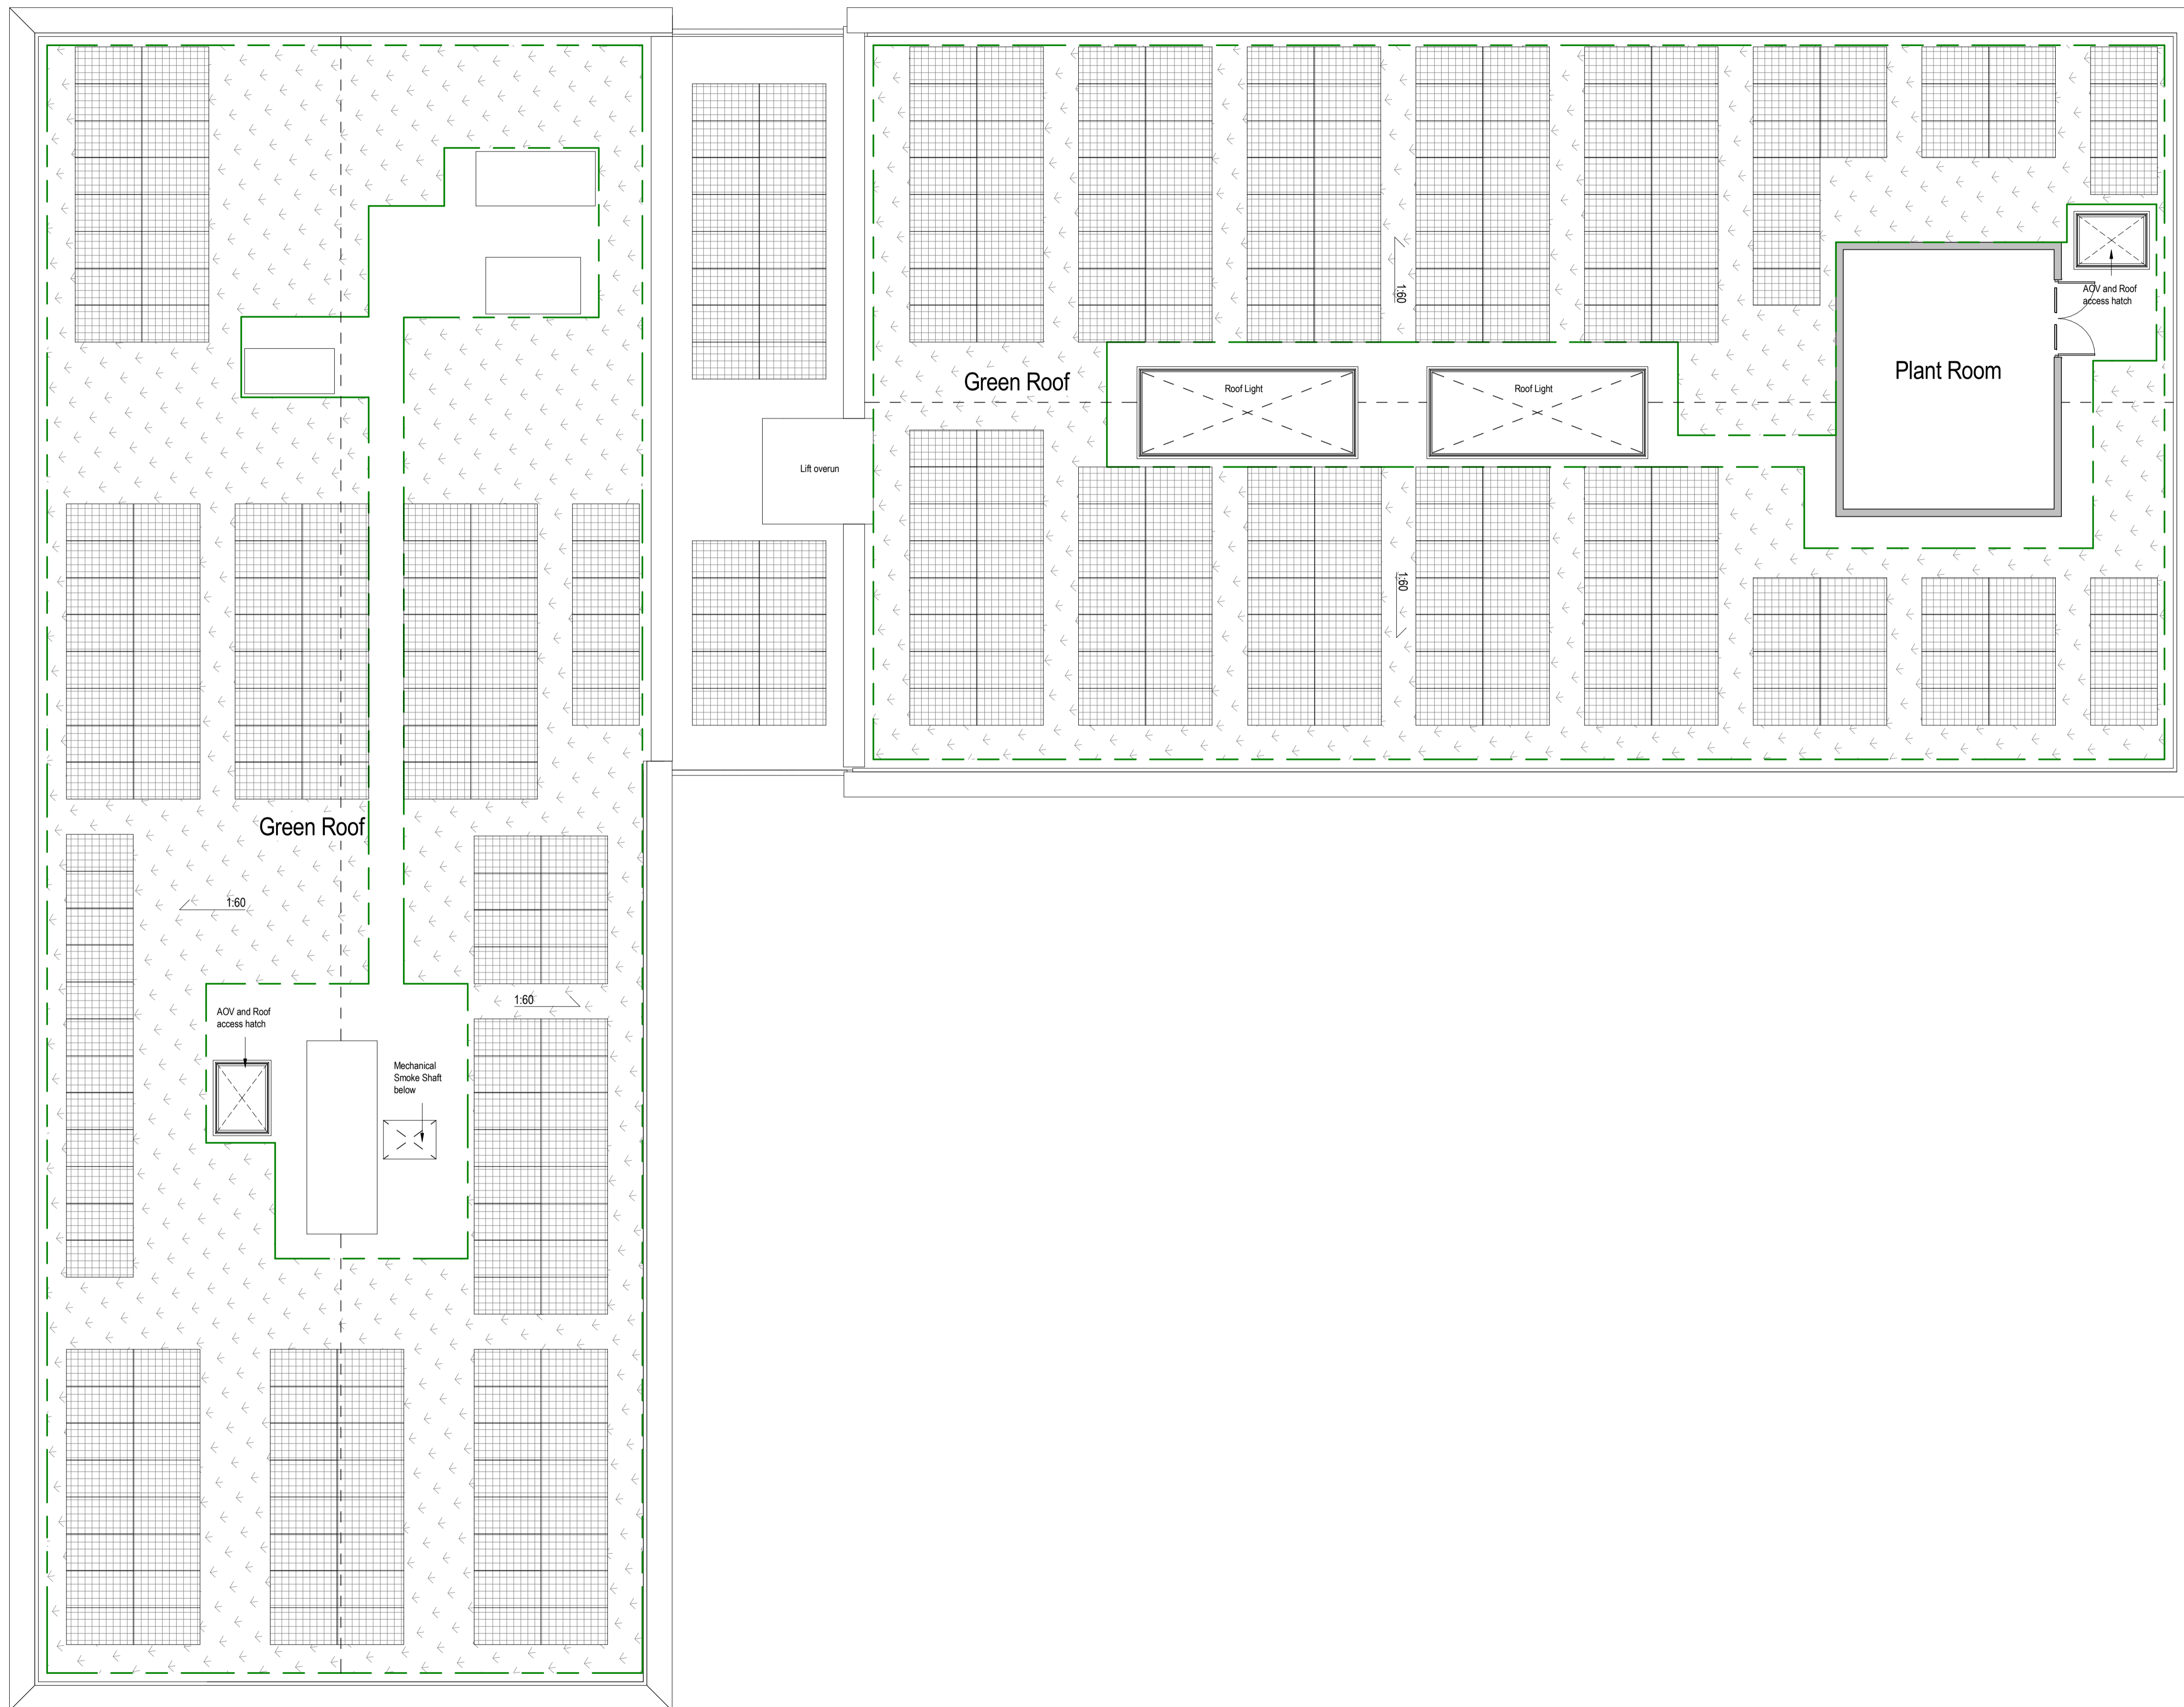 1:60
AOV and Roof
access hatch
Green Roof
Roof Light
Roof Light
Plant Room
Lift overun
1:60
Green Roof
1:60
1:60
AOV and Roof
access hatch
Mechanical
Smoke Shaft
below